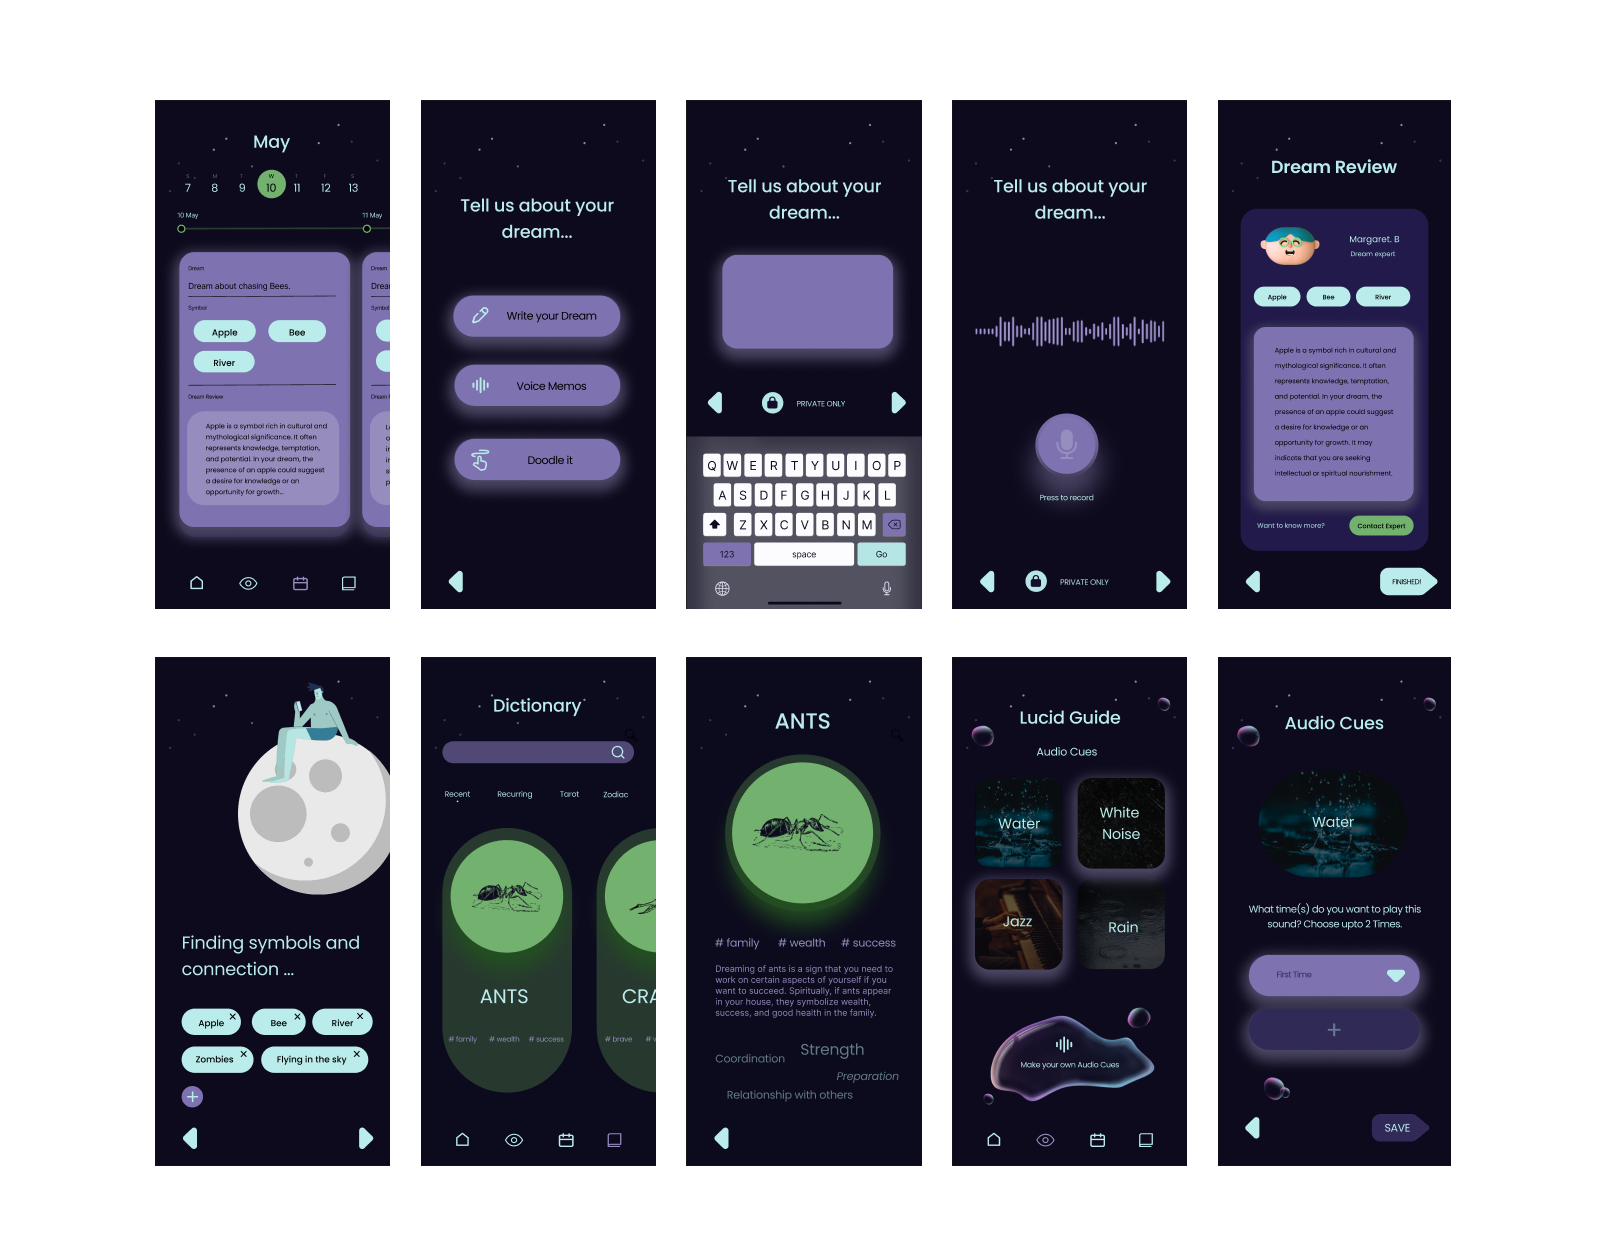 May
S M T W T F S
7 8 9 10 11 12 13
10 May 11 May
Dream
Dream about chasing Bees.
Symbol
Apple Bee
River
Dream Review
Apple is a symbol rich in cultural and
mythological significance. It often
represents knowledge, temptation,
and potential. In your dream, the
presence of an apple could suggest
a desire for knowledge or an
opportunity for growth...
Dream
Drea
Symbol
Dream
Tell us about your
dream...
Write your Dream
Voice Memos
Doodle it
Tell us about your
dream...
PRIVATE ONLY
Q W E R T Y U I O P
A S D F G H J K L
Z X C V B N M
123 space Go
Tell us about your
dream...
Press to record
PRIVATE ONLY
Dream Review
Margaret. B
Dream expert
Apple Bee River
Apple is a symbol rich in cultural and
mythological significance. It often
represents knowledge, temptation,
and potential. In your dream, the
presence of an apple could suggest
a desire for knowledge or an
opportunity for growth. It may
indicate that you are seeking
intellectual or spiritual nourishment.
Want to know more? Contact Expert
FINISHED!
Finding symbols and
connection ...
Apple Bee River
Zombies Flying in the sky
Dictionary
Recent Recurring Tarot Zodiac
ANTS
# family # wealth # success
CRA
# brave # w
ANTS
# family # wealth # success
Dreaming of ants is a sign that you need to
work on certain aspects of yourself if you
want to succeed. Spiritually, if ants appear
in your house, they symbolize wealth,
success, and good health in the family.
Strength
Coordination
Preparation
Relationship with others
Lucid Guide
Audio Cues
Water
White
Noise
Jazz
Rain
Make your own Audio Cues
Audio Cues
Water
What time(s) do you want to play this
sound? Choose upto 2 Times.
First Time
+
SAVE